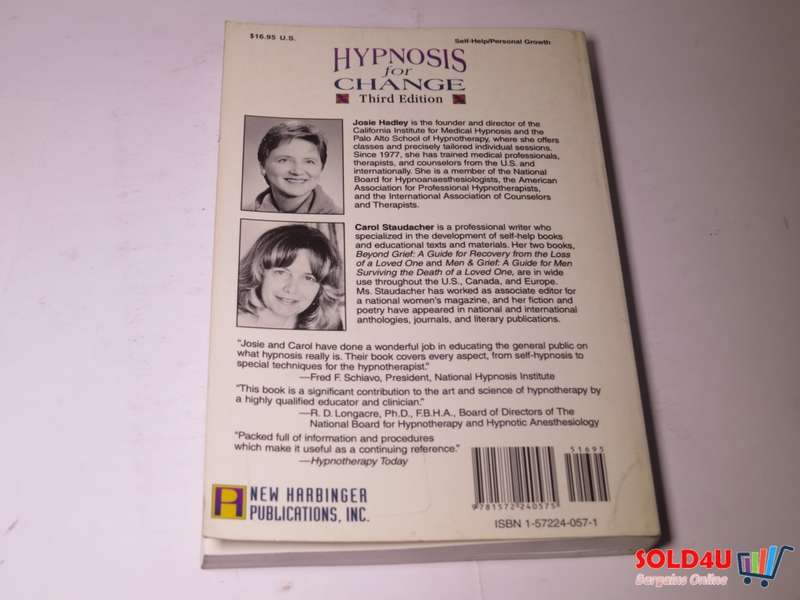 $16.95 U.S.
Self-Help/Personal Growth
HYPNOSIS
for
CHANGE
Third Edition
Josie Hadley is the founder and director of the
California Institute for Medical Hypnosis and the
Palo Alto School of Hypnotherapy, where she offers
classes and precisely tailored individual sessions.
Since 1977, she has trained medical professionals,
therapists, and counselors from the U.S. and
internationally. She is a member of the National
Board for Hypnoanaesthesiologists, the American
Association for Professional Hypnotherapists,
and the International Association of Counselors
and Therapists.
Carol Staudacher is a professional writer who
specialized in the development of self-help books
and educational texts and materials. Her two books,
Beyond Grief: A Guide for Recovery from the Loss
of a Loved One and Men & Grief: A Guide for Men
Surviving the Death of a Loved One, are in wide
use throughout the U.S., Canada, and Europe.
Ms. Staudacher has worked as associate editor for
a national women's magazine, and her fiction and
poetry have appeared in national and international
anthologies, journals, and literary publications.
"Josie and Carol have done a wonderful job in educating the general public on
what hypnosis really is. Their book covers every aspect, from self-hypnosis to
special techniques for the hypnotherapist."
—Fred F. Schiavo, President, National Hypnosis Institute
"This book is a significant contribution to the art and science of hypnotherapy by
a highly qualified educator and clinician."
—R. D. Longacre, Ph.D., F.B.H.A., Board of Directors of The
National Board for Hypnotherapy and Hypnotic Anesthesiology
"Packed full of information and procedures
which make it useful as a continuing reference."
—Hypnotherapy Today
51695
9781572240575
ISBN 1-57224-057-1
NEW HARBINGER
PUBLICATIONS, INC.
SOLD4U
Bargains Online